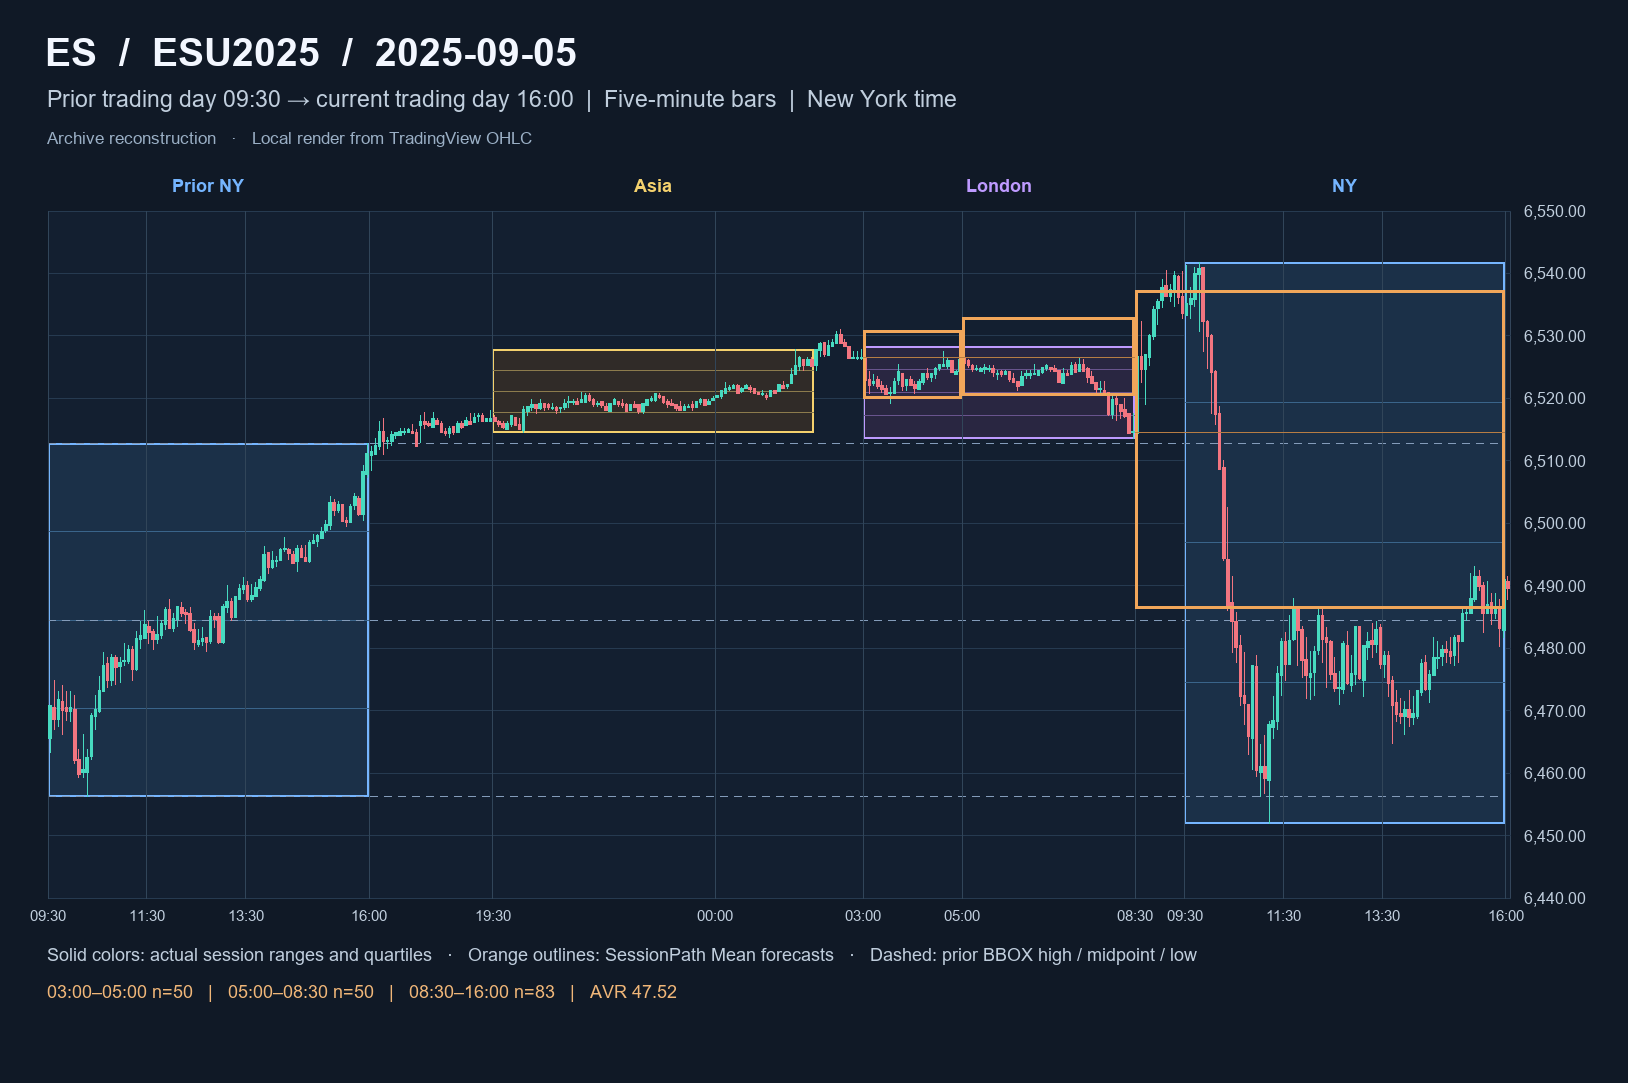 ES / ESU2025 / 2025-09-05
Prior trading day 09:30 → current trading day 16:00 | Five-minute bars | New York time
Archive reconstruction · Local render from TradingView OHLC
Prior NY Asia London NY
6,550.00
6,540.00
6,530.00
6,520.00
6,510.00
6,500.00
6,490.00
6,480.00
6,470.00
6,460.00
6,450.00
6,440.00
09:30 11:30 13:30 16:00 19:30 00:00 03:00 05:00 08:30 09:30 11:30 13:30 16:00
Solid colors: actual session ranges and quartiles · Orange outlines: SessionPath Mean forecasts · Dashed: prior BBOX high / midpoint / low
03:00–05:00 n=50 | 05:00–08:30 n=50 | 08:30–16:00 n=83 | AVR 47.52